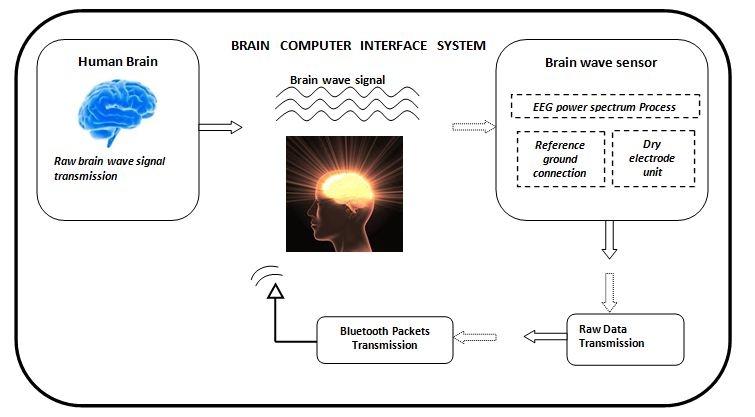 BRAIN COMPUTER INTERFACE SYSTEM
Human Brain
Raw brain wave signal
transmission
Brain wave signal
Brain wave sensor
EEG power spectrum Process
Reference
ground
connection
Dry
electrode
unit
Raw Data
Transmission
Bluetooth Packets
Transmission